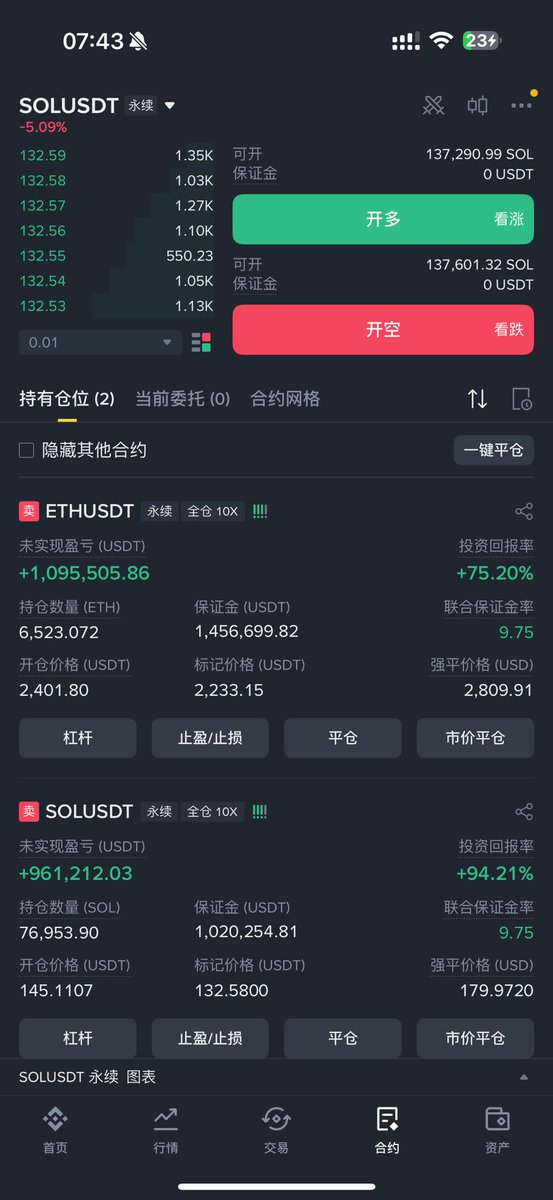 07:43
23
SOLUSDT 永续
-5.09%
132.59 1.35K
132.58 1.03K
132.57 1.27K
132.56 1.10K
132.55 550.23
132.54 1.05K
132.53 1.13K
0.01
可开 137,290.99 SOL
保证金 0 USDT
开多 看涨
可开 137,601.32 SOL
保证金 0 USDT
开空 看跌
持有仓位 (2) 当前委托 (0) 合约网格
隐藏其他合约 一键平仓
卖 ETHUSDT 永续 全仓 10X !!!!
未实现盈亏 (USDT) 投资回报率
+1,095,505.86 +75.20%
持仓数量 (ETH) 保证金 (USDT) 联合保证金率
6,523.072 1,456,699.82 9.75
开仓价格 (USDT) 标记价格 (USDT) 强平价格 (USD)
2,401.80 2,233.15 2,809.91
杠杆 止盈/止损 平仓 市价平仓
卖 SOLUSDT 永续 全仓 10X !!!!
未实现盈亏 (USDT) 投资回报率
+961,212.03 +94.21%
持仓数量 (SOL) 保证金 (USDT) 联合保证金率
76,953.90 1,020,254.81 9.75
开仓价格 (USDT) 标记价格 (USDT) 强平价格 (USD)
145.1107 132.5800 179.9720
杠杆 止盈/止损 平仓 市价平仓
SOLUSDT 永续 图表
首页 行情 交易 合约 资产